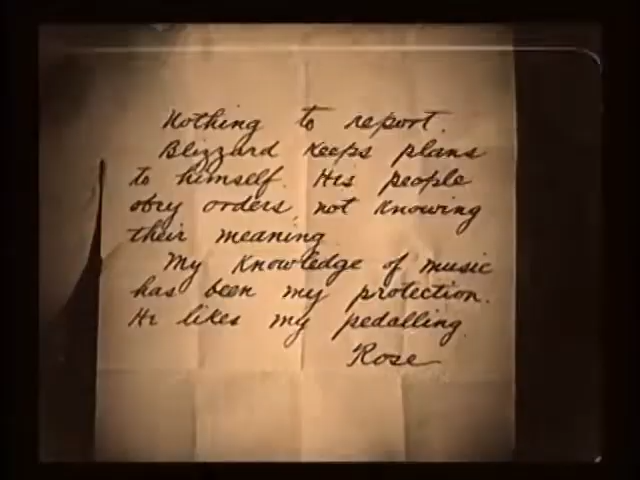 Nothing to report.
Blizzard keeps plans
to himself. His people
obey orders, not knowing
their meaning.
My knowledge of music
has been my protection.
He likes my pedalling.
Rose